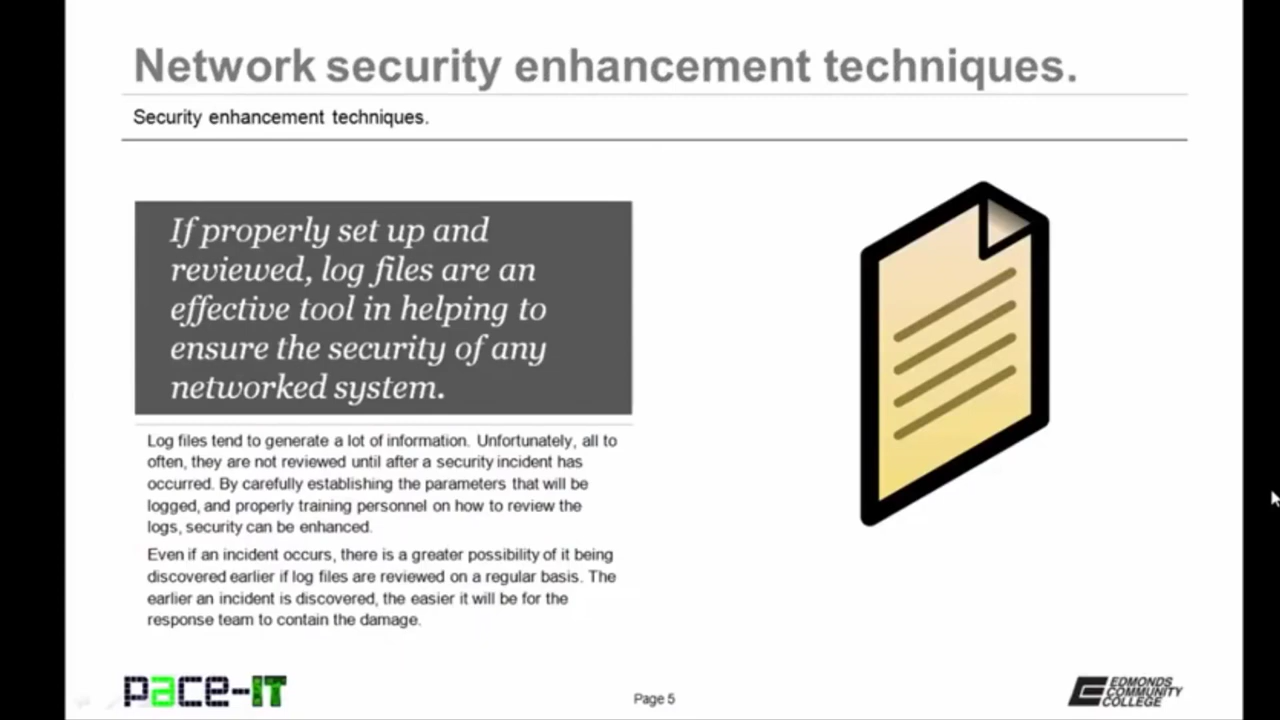 Network security enhancement techniques.
Security enhancement techniques.
If properly set up and
reviewed, log files are an
effective tool in helping to
ensure the security of any
networked system.
Log files tend to generate a lot of information. Unfortunately, all to
often, they are not reviewed until after a security incident has
occurred. By carefully establishing the parameters that will be
logged, and properly training personnel on how to review the
logs, security can be enhanced.
Even if an incident occurs, there is a greater possibility of it being
discovered earlier if log files are reviewed on a regular basis. The
earlier an incident is discovered, the easier it will be for the
response team to contain the damage.
pace-IT
Page 5
EDMONDS
COMMUNITY
COLLEGE